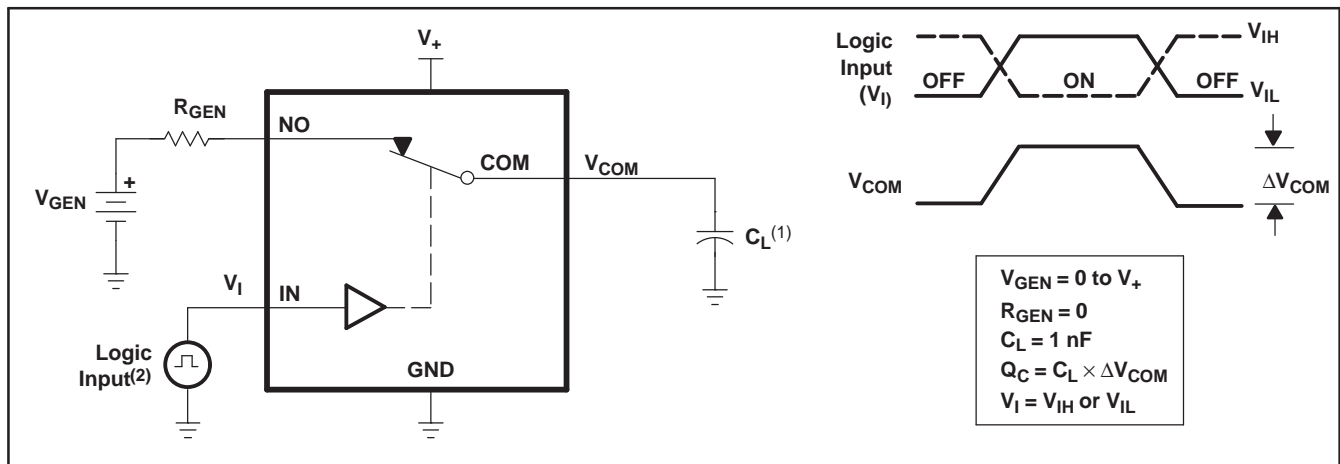 V+
RGEN
NO
COM
VCOM
VGEN
+
CL(1)
VI
IN
Logic
Input(2)
GND
Logic
Input
(VI)
VIH
OFF
ON
OFF
VIL
VCOM
ΔVCOM
VGEN = 0 to V+
RGEN = 0
CL = 1 nF
QC = CL × ΔVCOM
VI = VIH or VIL